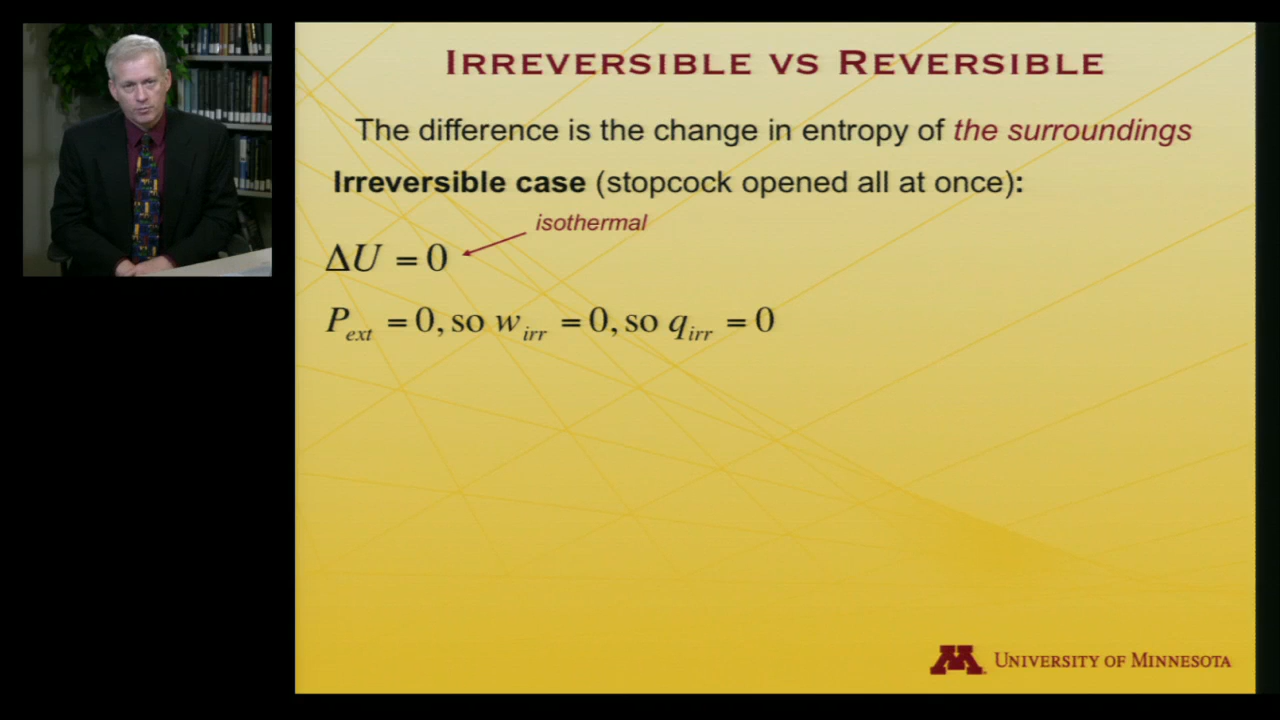 IRREVERSIBLE VS REVERSIBLE
The difference is the change in entropy of the surroundings
Irreversible case (stopcock opened all at once):
isothermal
ΔU = 0
P_ext = 0, so w_irr = 0, so q_irr = 0
M UNIVERSITY OF MINNESOTA